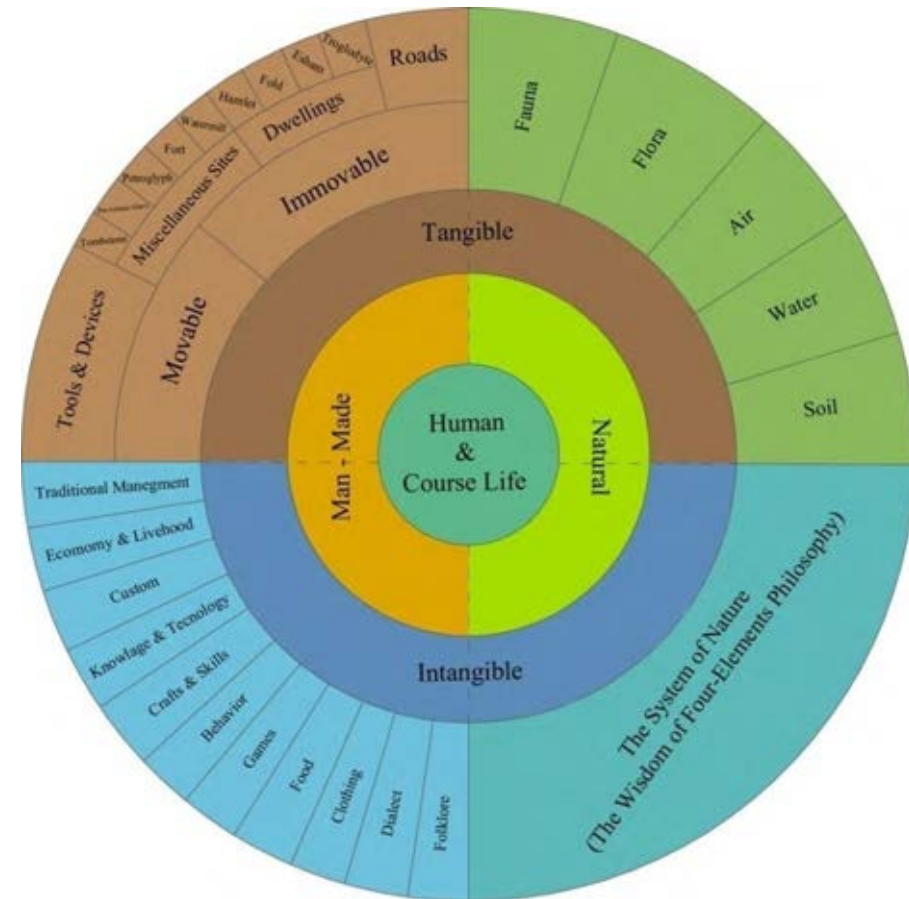 Human
&
Course Life
Man - Made
Natural
Tangible
Intangible
Movable
Immovable
Tools & Devices
Miscellaneous Sites
Dwellings
Roads
Tombstone
Petroglyph
Fort
Watermill
Hamlet
Fold
Esham
Troglodyte
Fauna
Flora
Air
Water
Soil
The System of Nature
(The Wisdom of Four-Elements Philosophy)
Traditional Manegment
Ecomomy & Livehood
Custom
Knowlage & Tecnology
Crafts & Skills
Behavior
Games
Food
Clothing
Dialect
Folklore